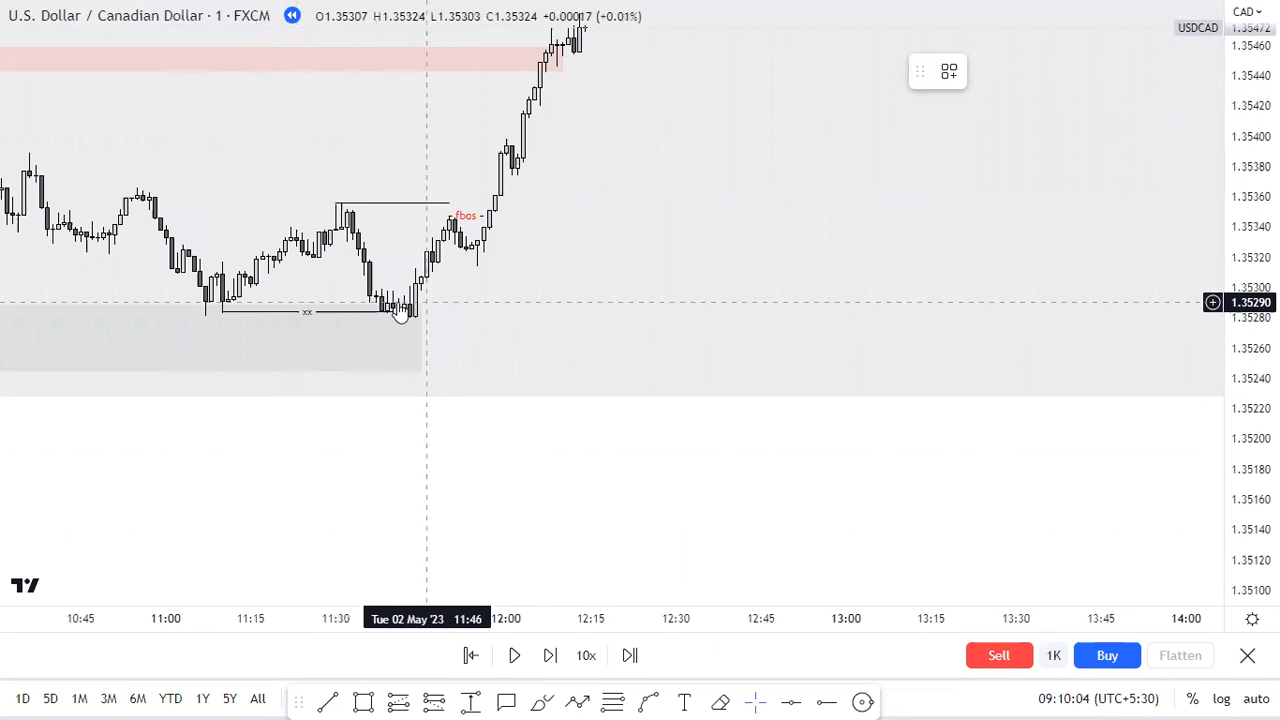 U.S. Dollar / Canadian Dollar · 1 · FXCM O1.35307 H1.35324 L1.35303 C1.35324 +0.00017 (+0.01%)
CAD
USDCAD 1.35472
1.35460
1.35440
1.35420
1.35400
1.35380
1.35360
fbos
1.35340
1.35320
1.35300
1.35290
xx
1.35280
1.35260
1.35240
1.35220
1.35200
1.35180
1.35160
1.35140
1.35120
1.35100
10:45 11:00 11:15 11:30 Tue 02 May '23 11:46 12:00 12:15 12:30 12:45 13:00 13:15 13:30 13:45 14:00
10x Sell 1K Buy Flatten
1D 5D 1M 3M 6M YTD 1Y 5Y All 09:10:04 (UTC+5:30) % log auto